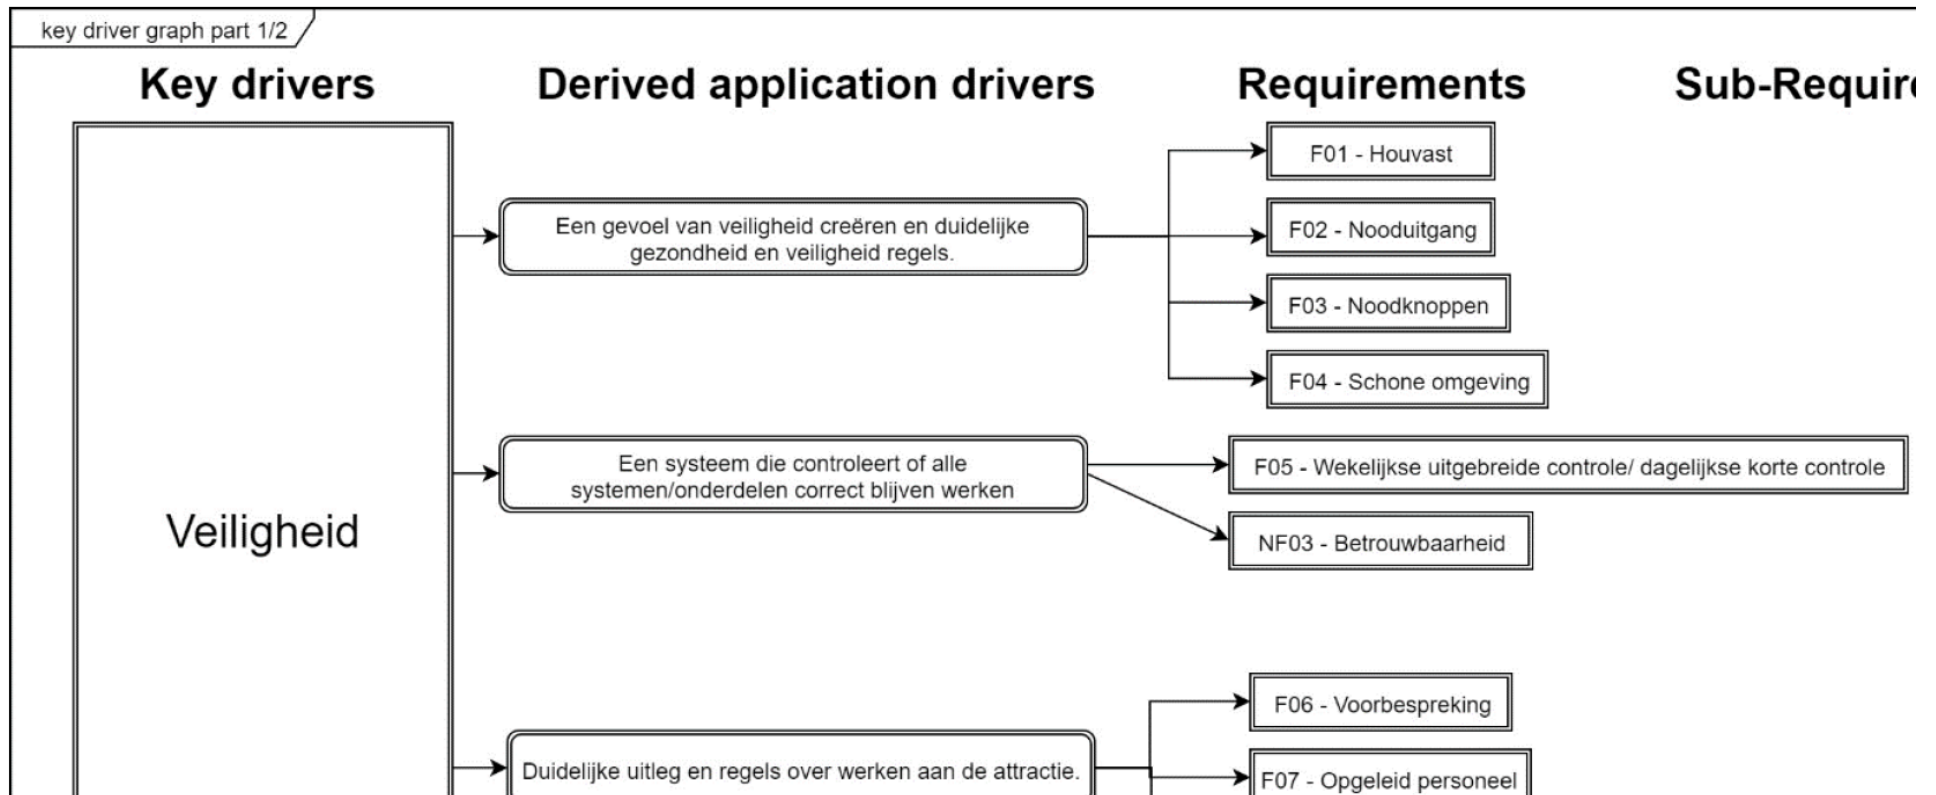 key driver graph part 1/2
Key drivers
Derived application drivers
Requirements
Sub-Require
Veiligheid
Een gevoel van veiligheid creëren en duidelijke
gezondheid en veiligheid regels.
F01 - Houvast
F02 - Nooduitgang
F03 - Noodknoppen
F04 - Schone omgeving
Een systeem die controleert of alle
systemen/onderdelen correct blijven werken
F05 - Wekelijkse uitgebreide controle/ dagelijkse korte controle
NF03 - Betrouwbaarheid
Duidelijke uitleg en regels over werken aan de attractie.
F06 - Voorbespreking
F07 - Opgeleid personeel